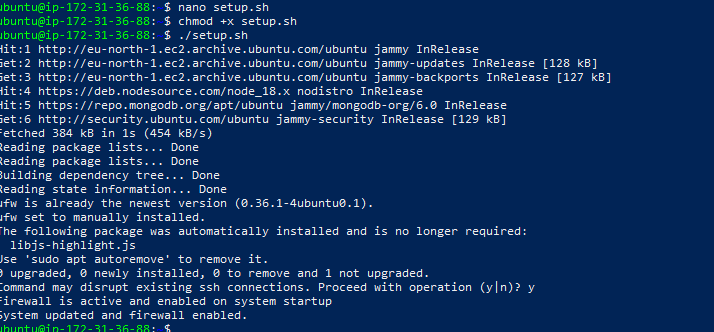 ubuntu@ip-172-31-36-88: $ nano setup.sh
ubuntu@ip-172-31-36-88: $ chmod +x setup.sh
ubuntu@ip-172-31-36-88: $ ./setup.sh
Hit:1 http://eu-north-1.ec2.archive.ubuntu.com/ubuntu jammy InRelease
Get:2 http://eu-north-1.ec2.archive.ubuntu.com/ubuntu jammy-updates InRelease [128 kB]
Get:3 http://eu-north-1.ec2.archive.ubuntu.com/ubuntu jammy-backports InRelease [127 kB]
Hit:4 https://deb.nodesource.com/node_18.x nodistro InRelease
Hit:5 https://repo.mongodb.org/apt/ubuntu jammy/mongodb-org/6.0 InRelease
Get:6 http://security.ubuntu.com/ubuntu jammy-security InRelease [129 kB]
Fetched 384 kB in 1s (454 kB/s)
Reading package lists... Done
Reading package lists... Done
Building dependency tree... Done
Reading state information... Done
ufw is already the newest version (0.36.1-4ubuntu0.1).
ufw set to manually installed.
The following package was automatically installed and is no longer required:
  libjs-highlight.js
Use 'sudo apt autoremove' to remove it.
0 upgraded, 0 newly installed, 0 to remove and 1 not upgraded.
Command may disrupt existing ssh connections. Proceed with operation (y|n)? y
Firewall is active and enabled on system startup
System updated and firewall enabled.
ubuntu@ip-172-31-36-88: $